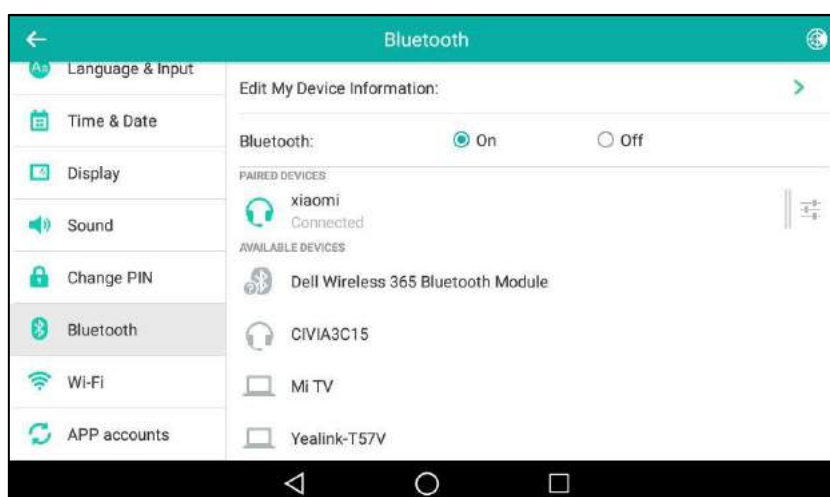 Bluetooth
Language & Input
Time & Date
Display
Sound
Change PIN
Bluetooth
Wi-Fi
APP accounts
Edit My Device Information:
Bluetooth: On Off
PAIRED DEVICES
xiaomi
Connected
AVAILABLE DEVICES
Dell Wireless 365 Bluetooth Module
CIVIA3C15
Mi TV
Yealink-T57V